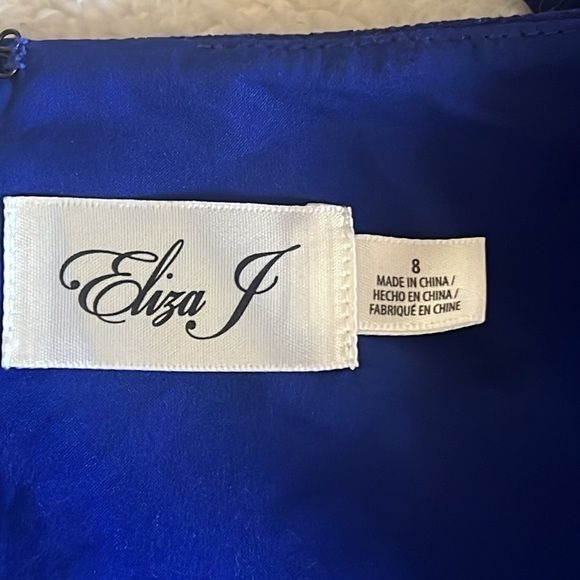 Eliza J
8
MADE IN CHINA /
HECHO EN CHINA /
FABRIQUÉ EN CHINE